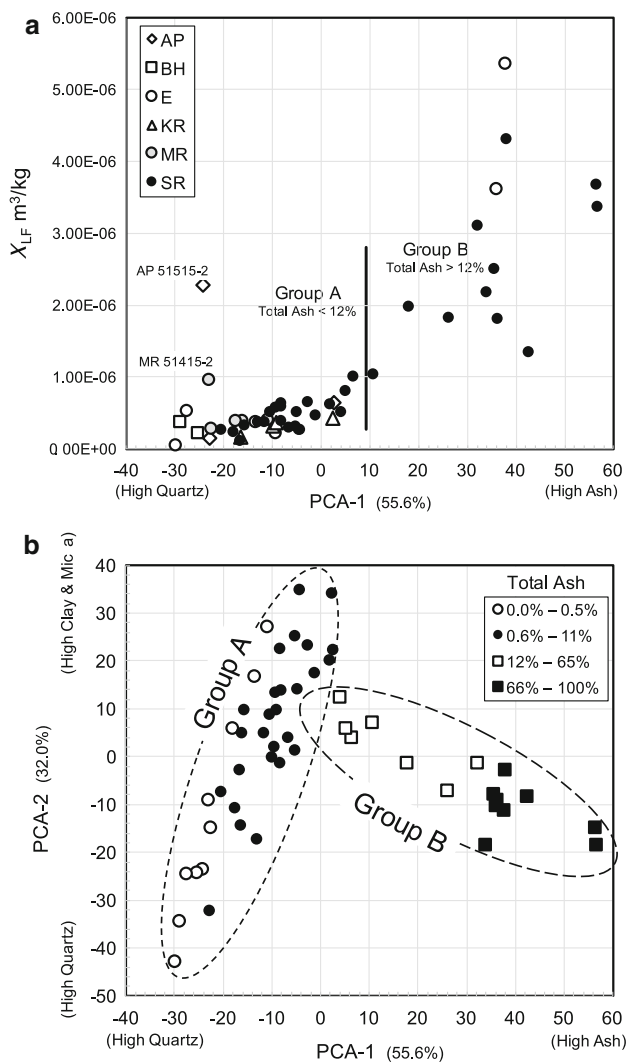 a
6.00E-06
5.00E-06
4.00E-06
3.00E-06
2.00E-06
1.00E-06
0.00E+00
X LF m³/kg
AP
BH
E
KR
MR
SR
AP 51515-2
MR 51415-2
Group A
Total Ash < 12%
Group B
Total Ash > 12%
-40 -30 -20 -10 0 10 20 30 40 50 60
(High Quartz) PCA-1 (55.6%) (High Ash)
b
40
30
20
10
0
-10
-20
-30
-40
-50
(High Clay & Mic a)
PCA-2 (32.0%)
(High Quartz)
Total Ash
0.0% – 0.5%
0.6% – 11%
12% – 65%
66% – 100%
Group A
Group B
-40 -30 -20 -10 0 10 20 30 40 50 60
(High Quartz) PCA-1 (55.6%) (High Ash)